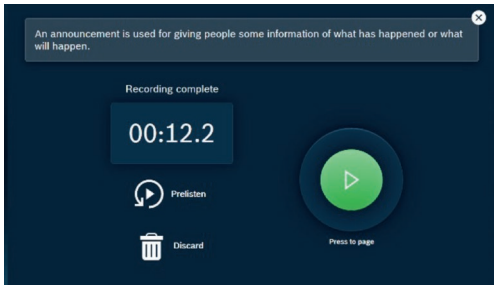 An announcement is used for giving people some information of what has happened or what
will happen.
Recording complete
00:12.2
Prelisten
Discard
Press to page